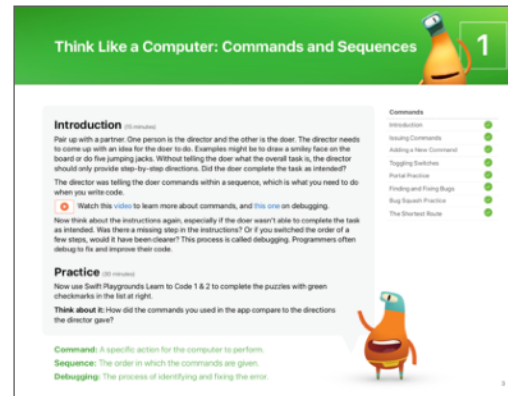 Think Like a Computer: Commands and Sequences
1
Introduction (15 minutes)
Pair up with a partner. One person is the director and the other is the doer. The director needs
to come up with an idea for the doer to do. Examples might be to draw a smiley face on the
board or do five jumping jacks. Without telling the doer what the overall task is, the director
should only provide step-by-step directions. Did the doer complete the task as intended?
The director was telling the doer commands within a sequence, which is what you need to do
when you write code.
Watch this video to learn more about commands, and this one on debugging.
Now think about the instructions again, especially if the doer wasn't able to complete the task
as intended. Was there a missing step in the instructions? Or if you switched the order of a
few steps, would it have been clearer? This process is called debugging. Programmers often
debug to fix and improve their code.
Practice (30 minutes)
Now use Swift Playgrounds Learn to Code 1 & 2 to complete the puzzles with green
checkmarks in the list at right.
Think about it: How did the commands you used in the app compare to the directions
the director gave?
Command: A specific action for the computer to perform.
Sequence: The order in which the commands are given.
Debugging: The process of identifying and fixing the error.
Commands
Introduction
Issuing Commands
Adding a New Command
Toggling Switches
Portal Practice
Finding and Fixing Bugs
Bug Squash Practice
The Shortest Route
3